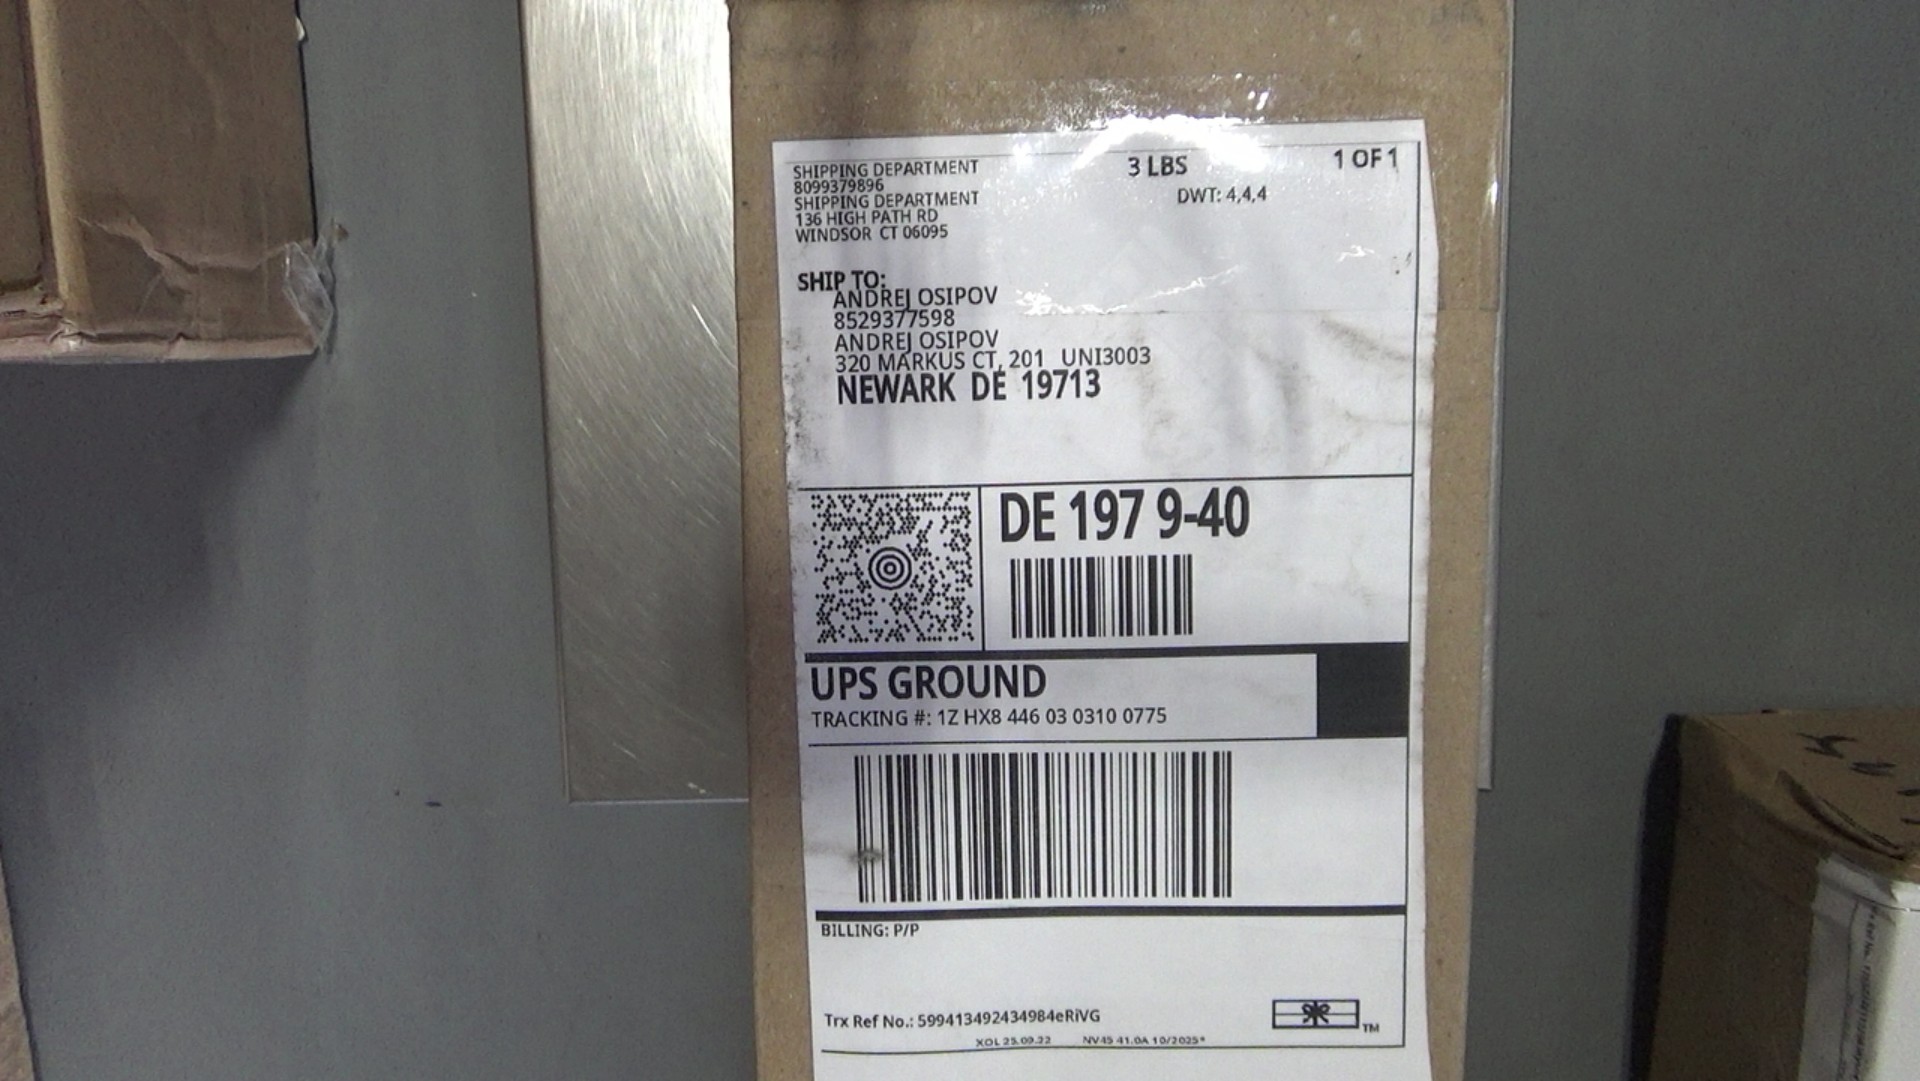 SHIPPING DEPARTMENT
8099379896
SHIPPING DEPARTMENT
136 HIGH PATH RD
WINDSOR CT 06095
3 LBS
1 OF 1
DWT: 4,4,4
SHIP TO:
ANDREJ OSIPOV
8529377598
ANDREJ OSIPOV
320 MARKUS CT, 201 UNI3003
NEWARK DE 19713
DE 197 9-40
UPS GROUND
TRACKING #: 1Z HX8 446 03 0310 0775
BILLING: P/P
Trx Ref No.: 599413492434984eRiVG
TM
XOL 25.09.22 NV45 41.0A 10/2025*